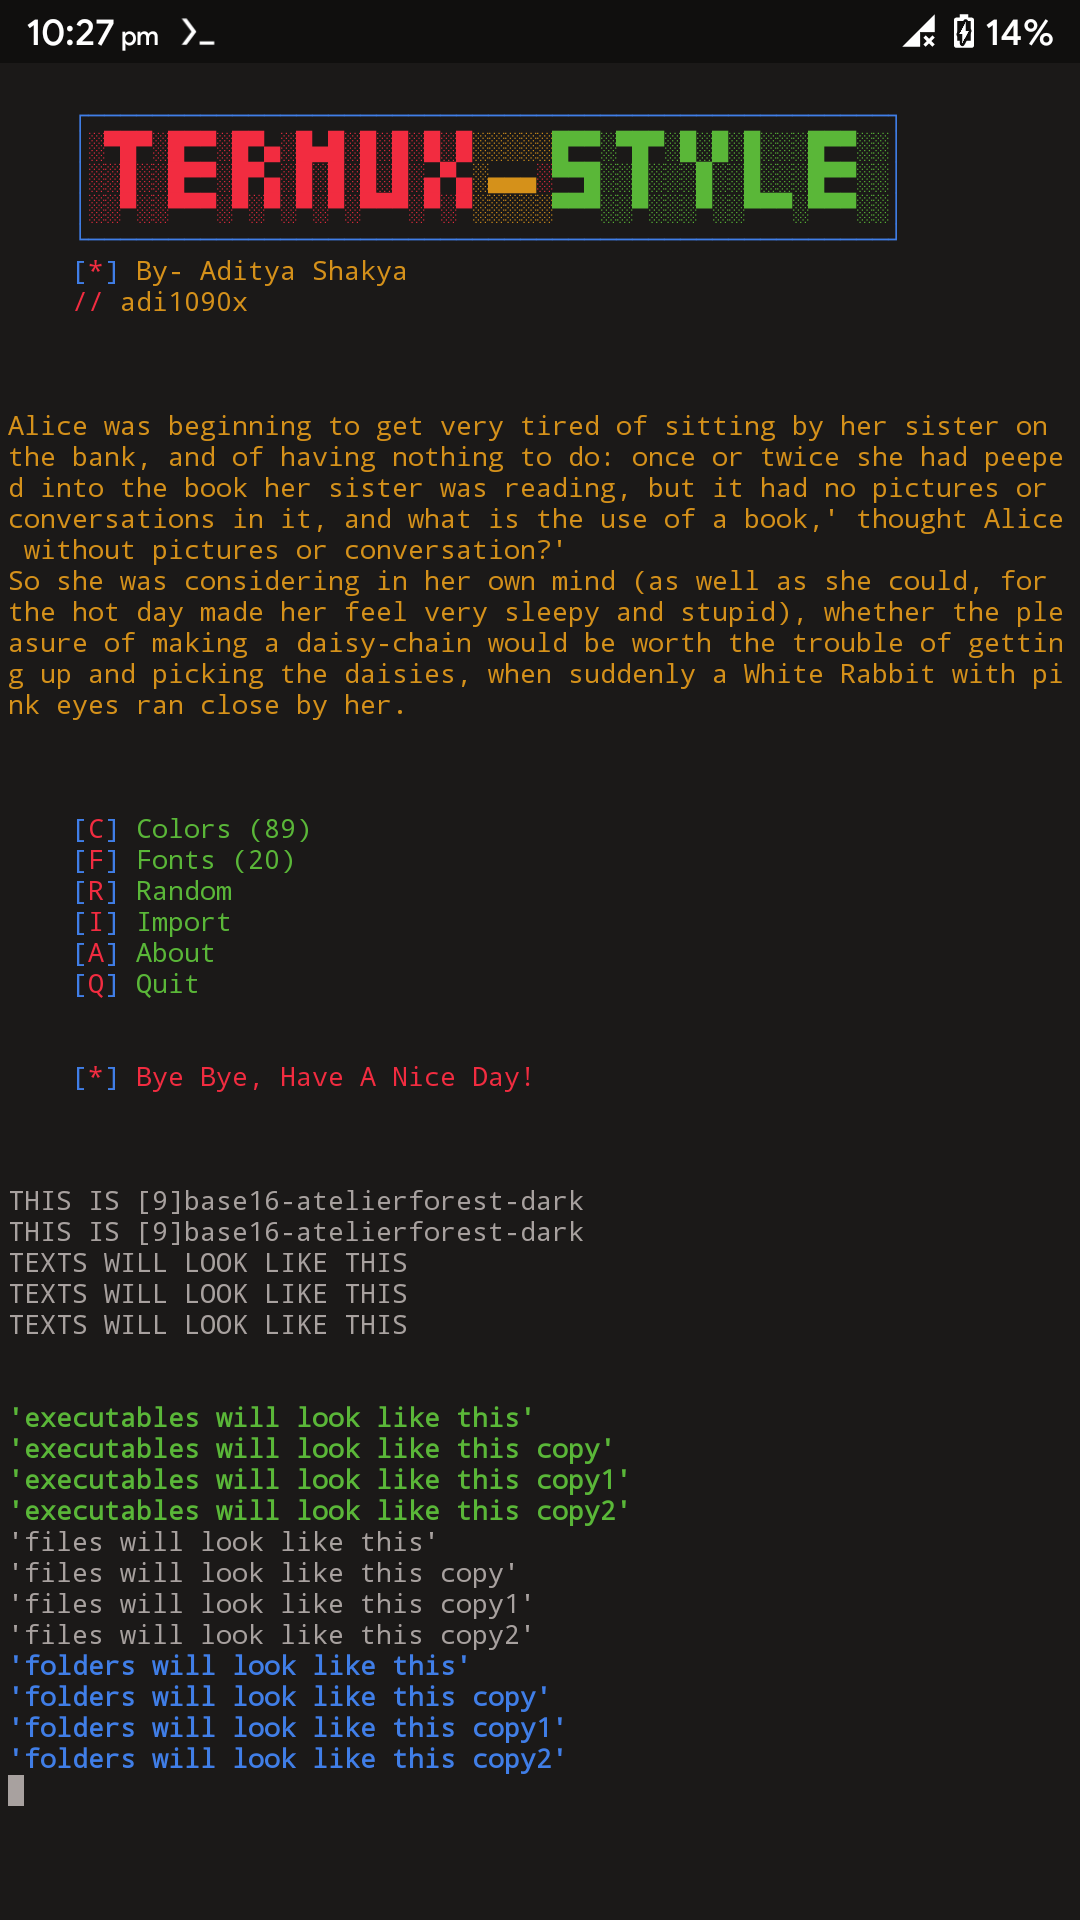 10:27 pm 14%
TERMUX-STYLE
[*] By- Aditya Shakya
// adi1090x
Alice was beginning to get very tired of sitting by her sister on
the bank, and of having nothing to do: once or twice she had peepe
d into the book her sister was reading, but it had no pictures or
conversations in it, and what is the use of a book,' thought Alice
without pictures or conversation?'
So she was considering in her own mind (as well as she could, for
the hot day made her feel very sleepy and stupid), whether the ple
asure of making a daisy-chain would be worth the trouble of gettin
g up and picking the daisies, when suddenly a White Rabbit with pi
nk eyes ran close by her.
[C] Colors (89)
[F] Fonts (20)
[R] Random
[I] Import
[A] About
[Q] Quit
[*] Bye Bye, Have A Nice Day!
THIS IS [9]base16-atelierforest-dark
THIS IS [9]base16-atelierforest-dark
TEXTS WILL LOOK LIKE THIS
TEXTS WILL LOOK LIKE THIS
TEXTS WILL LOOK LIKE THIS
'executables will look like this'
'executables will look like this copy'
'executables will look like this copy1'
'executables will look like this copy2'
'files will look like this'
'files will look like this copy'
'files will look like this copy1'
'files will look like this copy2'
'folders will look like this'
'folders will look like this copy'
'folders will look like this copy1'
'folders will look like this copy2'